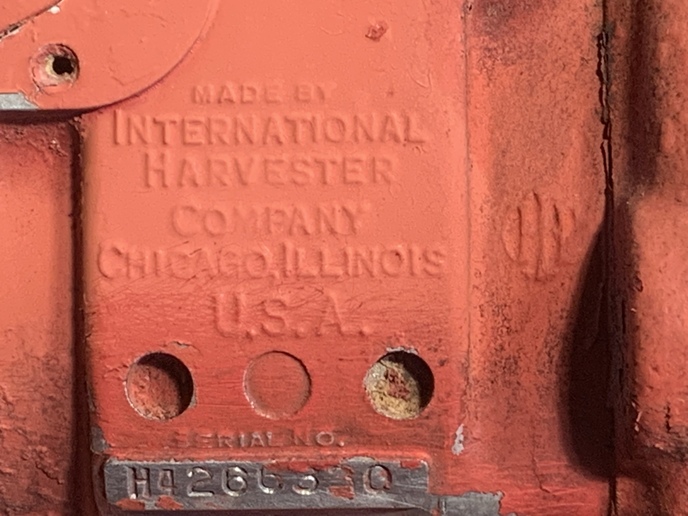 MADE BY
INTERNATIONAL
HARVESTER
COMPANY
CHICAGO, ILLINOIS
U.S.A.
SERIAL NO.